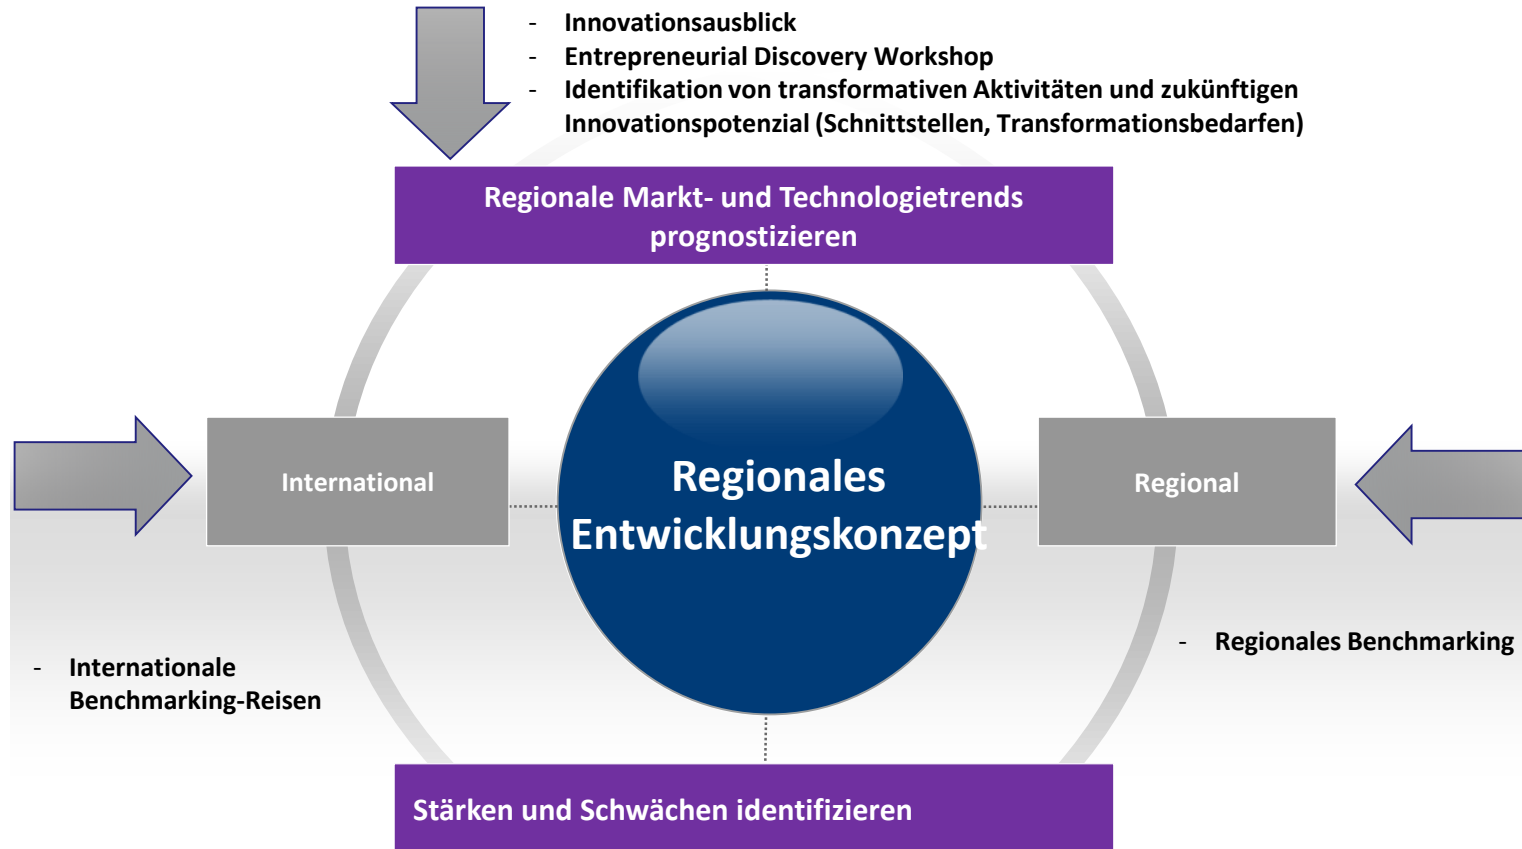 - Innovationsausblick
- Entrepreneurial Discovery Workshop
- Identifikation von transformativen Aktivitäten und zukünftigen
Innovationspotenzial (Schnittstellen, Transformationsbedarfen)
Regionale Markt- und Technologietrends
prognostizieren
International
Regionales
Entwicklungskonzept
Regional
- Internationale
Benchmarking-Reisen
- Regionales Benchmarking
Stärken und Schwächen identifizieren